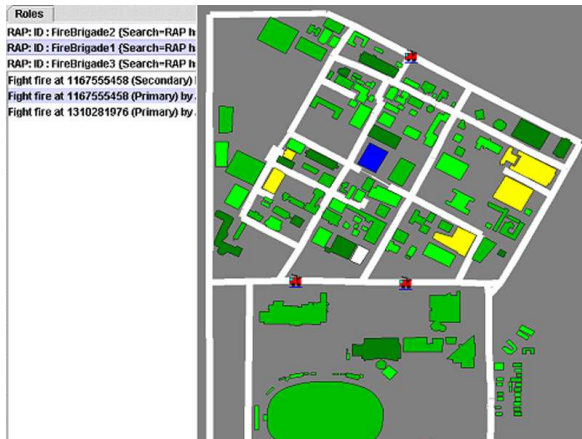 Roles
RAP: ID : FireBrigade2 (Search=RAP h
RAP: ID : FireBrigade1 (Search=RAP h
RAP: ID : FireBrigade3 (Search=RAP h
Fight fire at 1167555458 (Secondary)
Fight fire at 1167555458 (Primary) by
Fight fire at 1310281976 (Primary) by